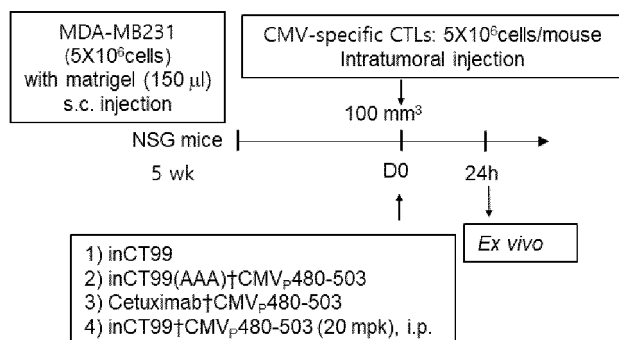 MDA-MB231
(5X10⁶cells)
with matrigel (150 µl)
s.c. injection
CMV-specific CTLs: 5X10⁶cells/mouse
Intratumoral injection
100 mm³
NSG mice
5 wk
D0
24h
Ex vivo
1) inCT99
2) inCT99(AAA)†CMVₚ480-503
3) Cetuximab†CMVₚ480-503
4) inCT99†CMVₚ480-503 (20 mpk), i.p.